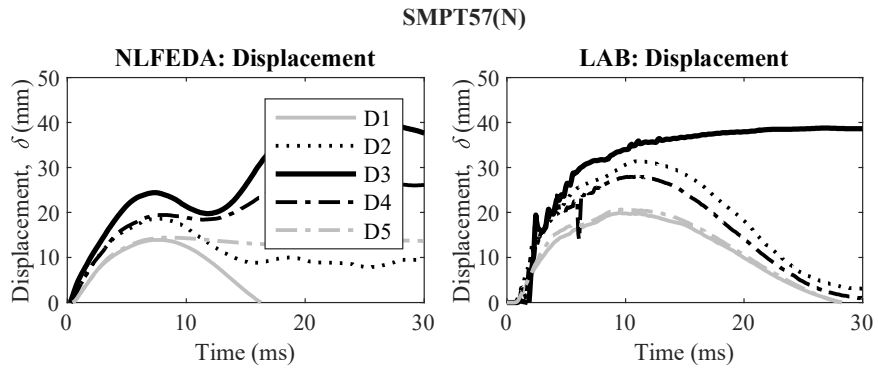 SMPT57(N)
NLFEDA: Displacement
Displacement, δ (mm)
50
40
30
20
10
0
0
10
20
30
Time (ms)
D1
D2
D3
D4
D5
LAB: Displacement
Displacement, δ (mm)
50
40
30
20
10
0
0
10
20
30
Time (ms)